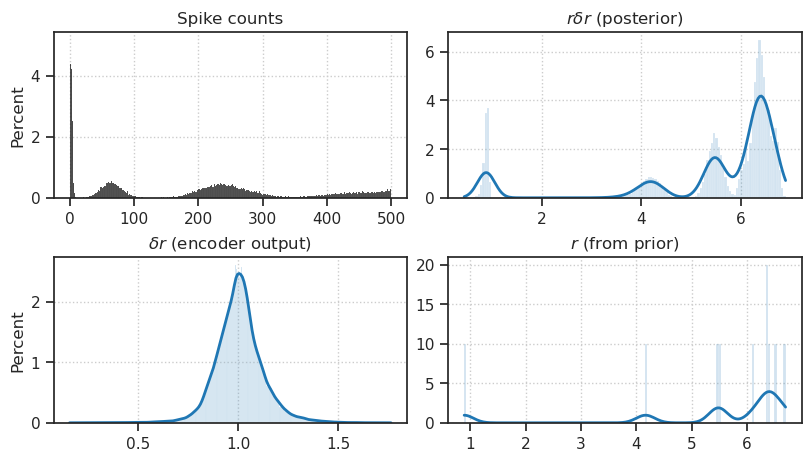 Spike counts
rδr (posterior)
Percent
4
2
0
0 100 200 300 400 500
6
4
2
0
2 4 6
δr (encoder output)
r (from prior)
Percent
2
1
0
0.5 1.0 1.5
20
15
10
5
0
1 2 3 4 5 6